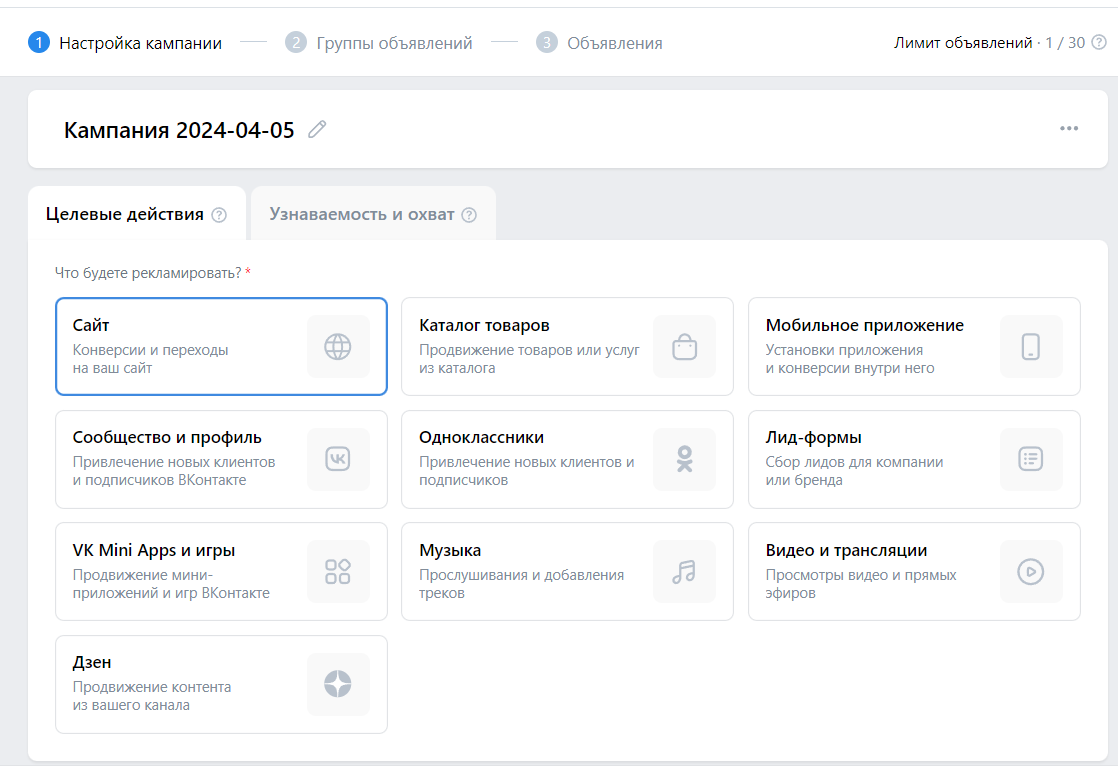 1 Настройка кампании 2 Группы объявлений 3 Объявления Лимит объявлений · 1 / 30 ?
Кампания 2024-04-05
Целевые действия ? Узнаваемость и охват ?
Что будете рекламировать? *
Сайт
Конверсии и переходы
на ваш сайт
Каталог товаров
Продвижение товаров или услуг
из каталога
Мобильное приложение
Установки приложения
и конверсии внутри него
Сообщество и профиль
Привлечение новых клиентов
и подписчиков ВКонтакте
Одноклассники
Привлечение новых клиентов и
подписчиков
Лид-формы
Сбор лидов для компании
или бренда
VK Mini Apps и игры
Продвижение мини-
приложений и игр ВКонтакте
Музыка
Прослушивания и добавления
треков
Видео и трансляции
Просмотры видео и прямых
эфиров
Дзен
Продвижение контента
из вашего канала